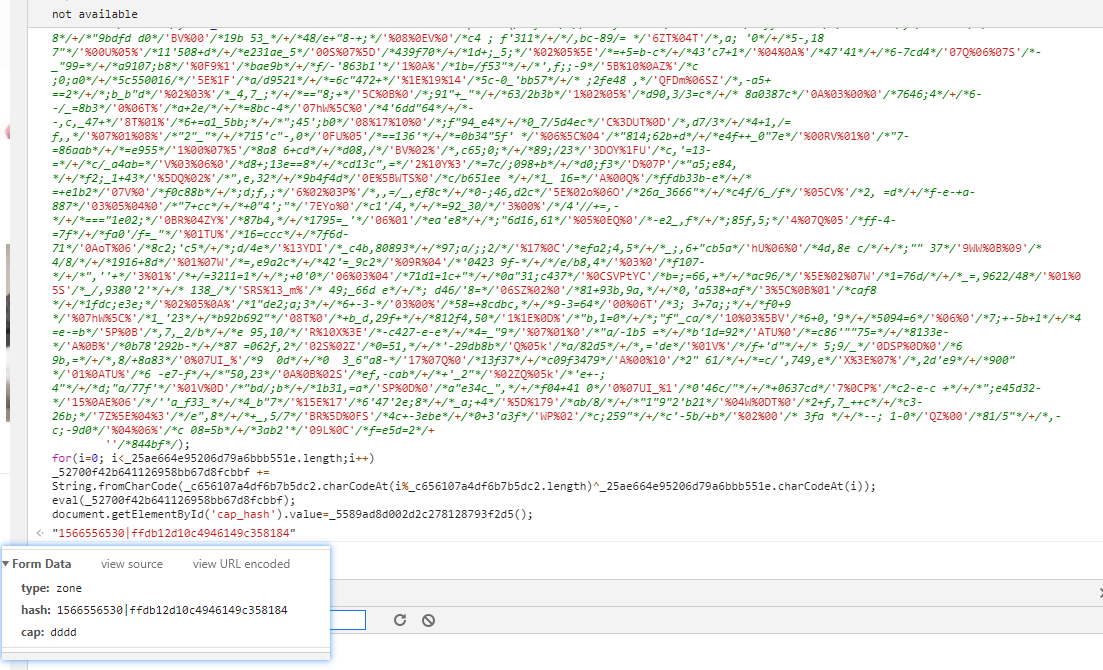 not available
8*/+/*"9bdfd d0*/'BV%00'/*19b 53_*/+/*48/e+"8-+;*/'%08%0EV%0'/*c4 ; f'311*/+/*/,bc-89/= */'6ZT%04T'/*,a; '0*/+/*5-,18
7"*/'%00U%05%'/*11'508+d*/+/*e231ae_5*/'00S%07%5D'/*439f70*/+/*1d+;_5;*/'%02%05%5E'/*=+5=b-c*/+/*43'c7+1*/'%04%0A%'/*47'41*/+/*6-7cd4*/'07Q%06%07S'/*-
_"99=*/+/*a9107;b8*/'%0F9%1'/*bae9b*/+/*f/-'863b1'*/'1%0A%'/*1b=/f53"*/+/*',f;;-9*/'5B%10%0AZ%'/*c
;0;a0*/+/*5c550016*/'5E%1F'/*a/d9521*/+/*=6c"472+*/'%1E%19%14'/*5c-0_'bb57*/+/* ;2fe48 ,*/'QFDm%06SZ'/*,-a5+
==2*/+/*;b_b"d*/'%02%03%'/*_4,7_;*/+/*=="8;+*/'5C%0B%0'/*;91"+_"*/+/*63/2b3b*/'1%02%05%'/*d90,3/3=c*/+/* 8a0387c*/'0A%03%00%0'/*7646;4*/+/*6-
-/_=8b3*/'0%06T%'/*a+2e/*/+/*=8bc-4*/'07hW%5C%0'/*4'6dd"64*/+/*-
-,c,_47+*/'8T%01%'/*6+=a1_5bb;*/+/*";45';b0*/'08%17%10%0'/*;f"94_e4*/+/*0_7/5d4ec*/'C%3DUT%0D'/*,d7/3*/+/*4+1,/=
f,,*/'%07%01%08%'/*"2"_"*/+/*715'c"-,0*/'0FU%05'/*==136'*/+/*=0b34"5f' */'%06%5C%04'/*"814;62b+d*/+/*e4f++_0"7e*/'%00RV%01%0'/*"7-
=86aab*/+/*=e955*/'1%00%07%5'/*8a8 6+cd*/+/*d08,/*/'BV%02%'/*,c65;0;*/+/*89;/23*/'3DOY%1FU'/*c,'=13-
=*/+/*c/_a4ab=*/'V%03%06%0'/*d8+;13e==8*/+/*cd13c",=*/'2%10Y%3'/*=7c/;098+b*/+/*d0;f3*/'D%07P'/*"a5;e84,
*/+/*f2;_1+43*/'%5DQ%02%'/*",e,32*/+/*9b4f4d*/'0E%5BWTS%0'/*c/b651ee */+/*1_ 16=*/'A%00Q%'/*ffdb33b-e*/+/*
=+e1b2*/'07V%0'/*f0c88b*/+/*;d;f,;*/'6%02%03P%'/*,,=/_,ef8c*/+/*0-;46,d2c*/'5E%02o%06O'/*26a_3666"*/+/*c4f/6_/f*/'%05CV%'/*2, =d*/+/*f-e-+a-
887'/*'03%05%04%0'/*"7+cc*/+/*+0"4';"*/'7EYo%0'/*c1'/4,*/+/*=92_30/*/'3%00%'/*/4'//+=,-
*/+/*==="1e02;*/'0BR%04ZY%'/*87b4,*/+/*1795=_'*/'06%01'/*ea'e8*/+/*;"6d16,61*/'%05%0EQ%0'/*-e2_,f*/+/*;85f,5;*/'4%07Q%05'/*ff-4-
=7f*/+/*fa0'/f=_"*/'%01TU%'/*16=ccc*/+/*7f6d-
71*/'0AoT%06'/*8c2;'c5*/+/*;d/4e*/'%13YDI'/*_c4b,80893*/+/*97;a/;;2/*/'%17%0C'/*efa2;4,5*/+/*_;,6+"cb5a*/'hU%06%0'/*4d,8e c/*/+/*;"" 37*/'9WW%0B%09'/*
4/8/*/+/*1916+8d*/'%01%07W'/*=,e9a2c*/+/*42'=_9c2*/'%09R%04'/*'0423 9f-*/+/*/e/b8,4*/'%03%0'/*f107-
*/+/*",''+*/'3%01%'/*+/=3211=1*/+/*;+0'0*/'06%03%04'/*71d1=1c+"*/+/*0a"31;c437*/'%0CSVPtYC'/*b=;=66,+*/+/*ac96/*/'%5E%02%07W'/*1=76d/*/+/*_=,9622/48*/'%01%0
5S'/*_/,9380'2'*/+/* 138_/*/'SRS%13_m%'/* 49;_66d e*/+/*; d46/'8=*/'06SZ%02%0'/*81+93b,9a,*/+/*0,'a538+af*/'3%5C%0B%01'/*caf8
*/+/*1fdc;e3e;*/'%02%05%0A%'/*1"de2;a;3*/+/*6+-3-*/'03%00%'/*58=+8cdbc,*/+/*9-3=64*/'00%06T'/*3; 3+7a;;*/+/*f0+9
*/'07hW%5C%'/*1_'23*/+/*b92b692"*/'08T%0'/*+b_d,29f+*/+/*812f4,50*/'1%1E%0D%'/*"b,1=0*/+/*;"f"_ca/*/'10%03%5BV'/*6+0,'9*/+/*5094=6*/'%06%0'/*7;+-5b+1*/+/*4
=e-=b*/'5P%0B'/*,7,_2/b*/+/*e 95,10/*/'R%10X%3E'/*-c427-e-e*/+/*4=_"9*/'%07%01%0'/*"a/-1b5 =*/+/*b'1d=92*/'ATU%0'/*=c86'""75=*/+/*8133e-
*/'A%0B%'/*0b78'292b-*/+/*87 =062f,2*/'02S%02Z'/*0=51,*/+/*'-29db8b*/'Q%05k'/*a/82d5*/+/*,='de*/'%01V%'/*/f+'d"*/+/* 5;9/_*/'0DSP%0D%0'/*6
9b,=*/+/*,8/+8a83*/'0%07UI_%'/*9  0d*/+/*0  3_6"a8-*/'17%07Q%0'/*13f37*/+/*c09f3479*/'A%00%10'/*2" 61/*/+/*=c/',749,e*/'X%3E%07%'/*,2d'e9*/+/*900"
*/'01%0ATU%'/*6 -e7-f*/+/*"50,23*/'0A%0B%02S'/*ef,-cab*/+/*+'_2"*/'%02ZQ%05k'/*'e+-;
4"*/+/*d;"a/77f'*/'%01V%0D'/*"bd/;b*/+/*1b31,=a*/'SP%0D%0'/*a"e34c_",*/+/*f04+41 0*/'0%07UI_%1'/*0'46c/"*/+/*+0637cd*/'7%0CP%'/*c2-e-c +*/+/*";e45d32-
*/'15%0AE%06'/*''a_f33_*/+/*4_b"7*/'%15E%17'/*6'47'2e;8*/+/*_a;+4*/'%5D%179'/*ab/8/*/+/*"1"9"2'b21*/'%04W%0DT%0'/*2+f,7_++c*/+/*c3-
26b;*/'7Z%5E%04%3'/*/e",8*/+/*+_,5/7*/'BR%5D%0FS'/*4c+-3ebe*/+/*0+3'a3f*/'WP%02'/*c;259"*/+/*c'-5b/+b*/'%02%00'/* 3fa */+/*--; 1-0*/'QZ%00'/*81/5"*/+/*,-
c;-9d0*/'%04%06%'/*c 08=5b*/+/*3ab2'*/'09L%0C'/*f=e5d=2*/+
''/*844bf*/);
for(i=0; i<_25ae664e95206d79a6bbb551e.length;i++)
_52700f42b641126958bb67d8fcbbf +=
String.fromCharCode(_c656107a4df6b7b5dc2.charCodeAt(i%_c656107a4df6b7b5dc2.length)^_25ae664e95206d79a6bbb551e.charCodeAt(i));
eval(_52700f42b641126958bb67d8fcbbf);
document.getElementById('cap_hash').value=_5589ad8d002d2c278128793f2d5();
"1566556530|ffdb12d10c4946149c358184"
Form Data view source view URL encoded
type: zone
hash: 1566556530|ffdb12d10c4946149c358184
cap: dddd